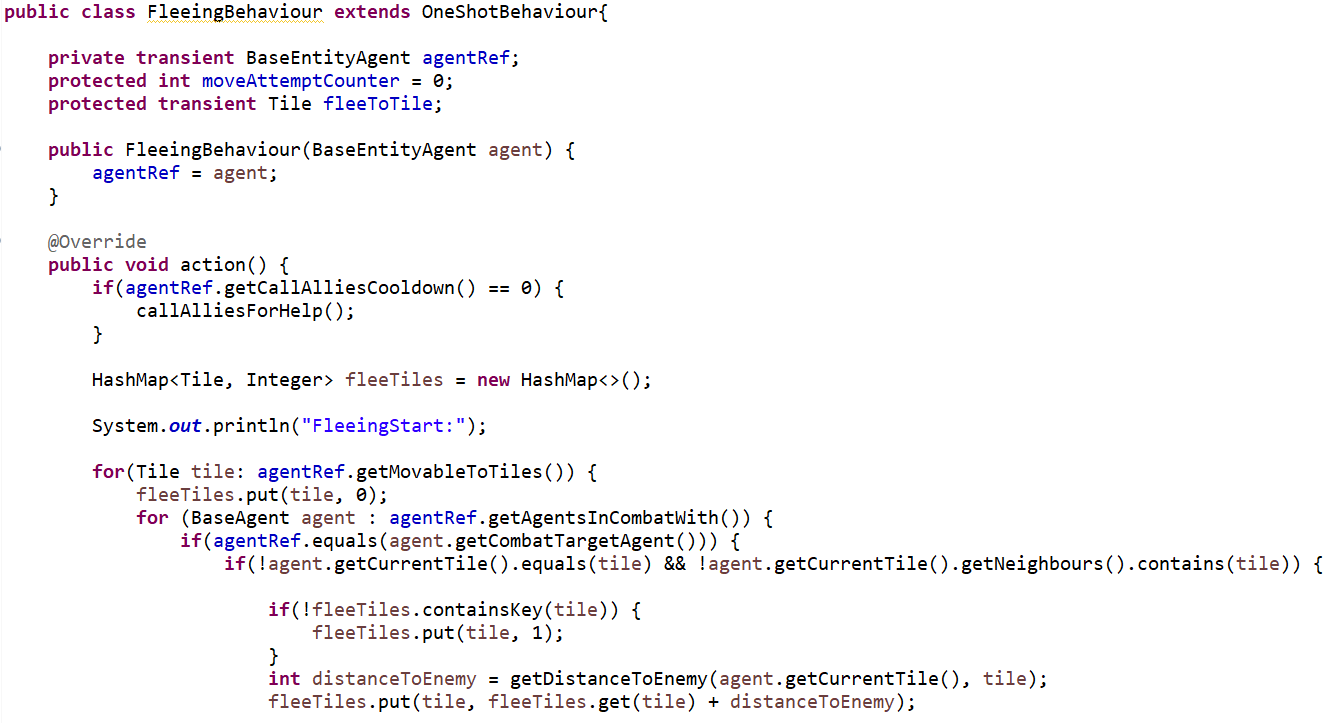 public class FleeingBehaviour extends OneShotBehaviour{
    private transient BaseEntityAgent agentRef;
    protected int moveAttemptCounter = 0;
    protected transient Tile fleeToTile;
    public FleeingBehaviour(BaseEntityAgent agent) {
        agentRef = agent;
    }
    @Override
    public void action() {
        if(agentRef.getCallAlliesCooldown() == 0) {
            callAlliesForHelp();
        }
        HashMap<Tile, Integer> fleeTiles = new HashMap<>();
        System.out.println("FleeingStart:");
        for(Tile tile: agentRef.getMovableToTiles()) {
            fleeTiles.put(tile, 0);
            for (BaseAgent agent : agentRef.getAgentsInCombatWith()) {
                if(agentRef.equals(agent.getCombatTargetAgent())) {
                    if(!agent.getCurrentTile().equals(tile) && !agent.getCurrentTile().getNeighbours().contains(tile)) {
                        if(!fleeTiles.containsKey(tile)) {
                            fleeTiles.put(tile, 1);
                        }
                        int distanceToEnemy = getDistanceToEnemy(agent.getCurrentTile(), tile);
                        fleeTiles.put(tile, fleeTiles.get(tile) + distanceToEnemy);